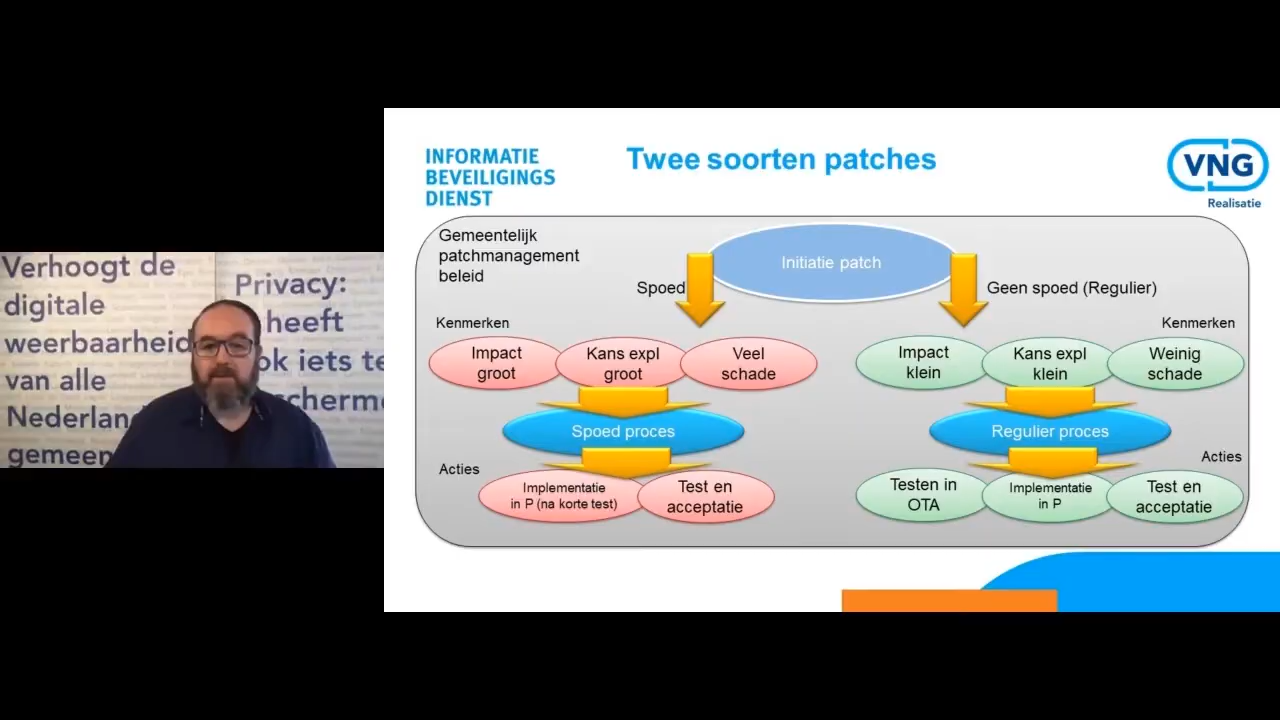 Verhoogt de
digitale
weerbaarheid
van alle
Nederland
gemeen
Privacy:
heeft
ok iets te
scherme
INFORMATIE
BEVEILIGINGS
DIENST
Twee soorten patches
VNG
Realisatie
Gemeentelijk
patchmanagement
beleid
Initiatie patch
Spoed
Geen spoed (Regulier)
Kenmerken
Kenmerken
Impact
groot
Kans expl
groot
Veel
schade
Impact
klein
Kans expl
klein
Weinig
schade
Spoed proces
Regulier proces
Acties
Acties
Implementatie
in P (na korte test)
Test en
acceptatie
Testen in
OTA
Implementatie
in P
Test en
acceptatie